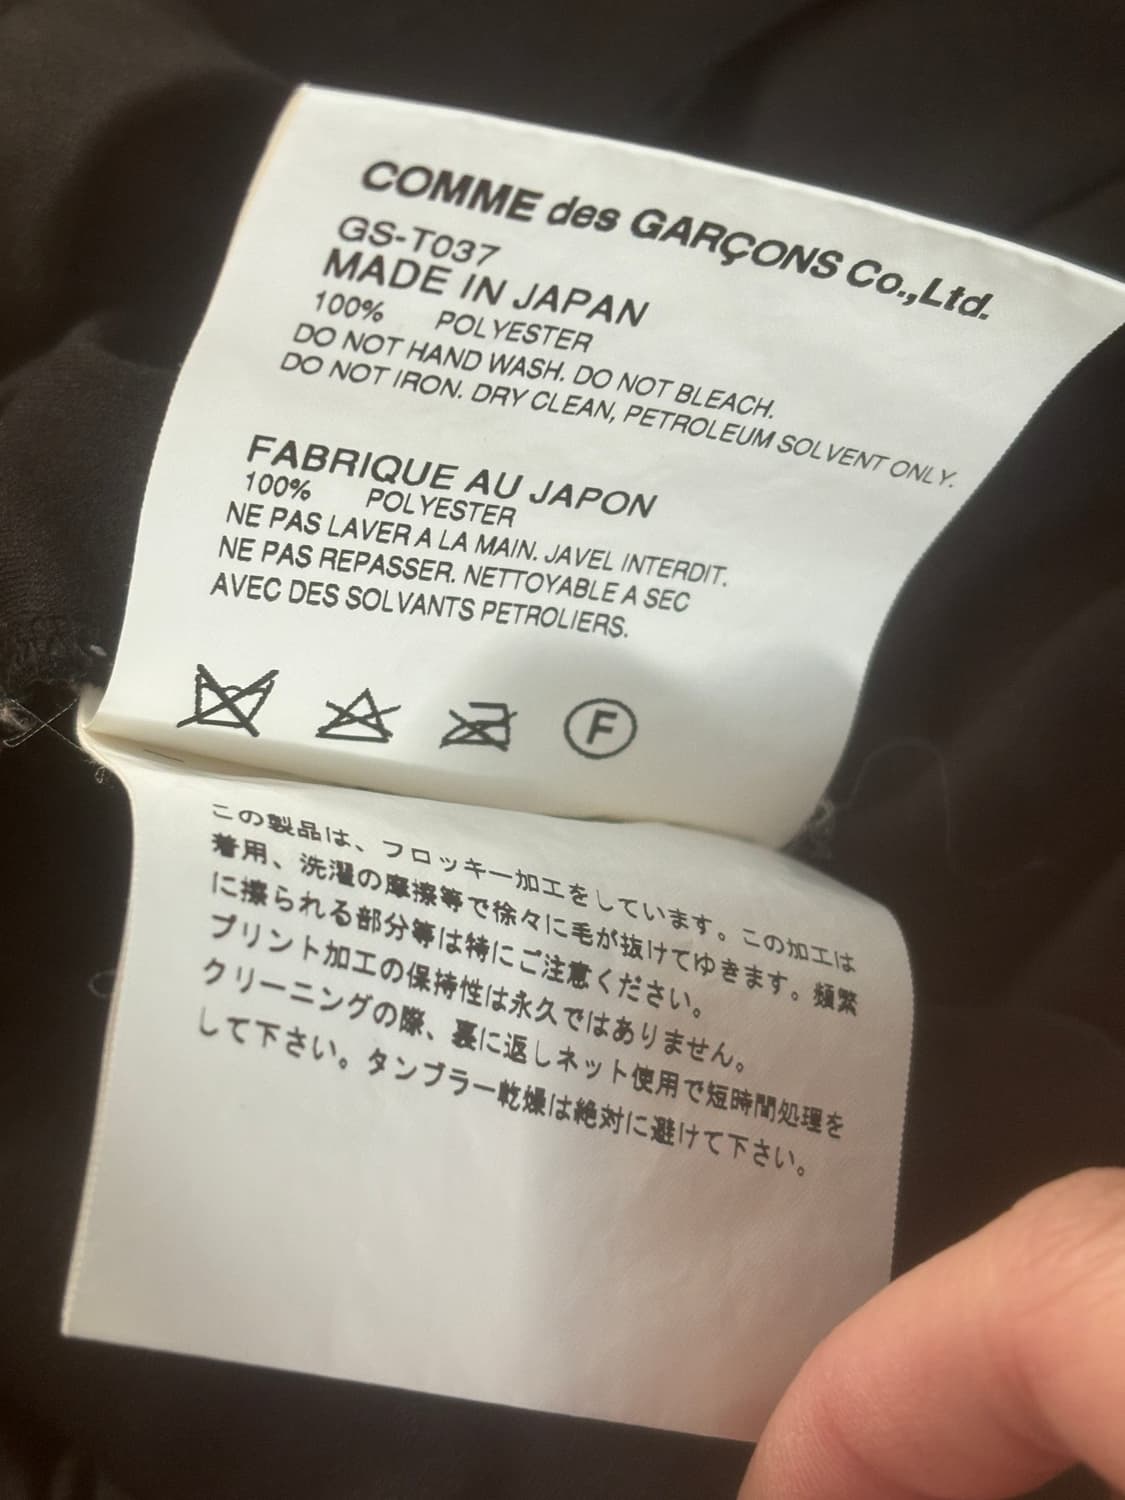 COMME des GARÇONS Co.,Ltd.
GS-T037
MADE IN JAPAN
100% POLYESTER
DO NOT HAND WASH. DO NOT BLEACH.
DO NOT IRON. DRY CLEAN, PETROLEUM SOLVENT ONLY.
FABRIQUE AU JAPON
100% POLYESTER
NE PAS LAVER A LA MAIN. JAVEL INTERDIT.
NE PAS REPASSER. NETTOYABLE A SEC
AVEC DES SOLVANTS PETROLIERS.
F
この製品は、フロッキー加工をしています。この加工は
着用、洗濯の摩擦等で徐々に毛が抜けてゆきます。頻繁
に擦られる部分等は特にご注意ください。
プリント加工の保持性は永久ではありません。
クリーニングの際、裏に返しネット使用で短時間処理を
して下さい。タンブラー乾燥は絶対に避けて下さい。